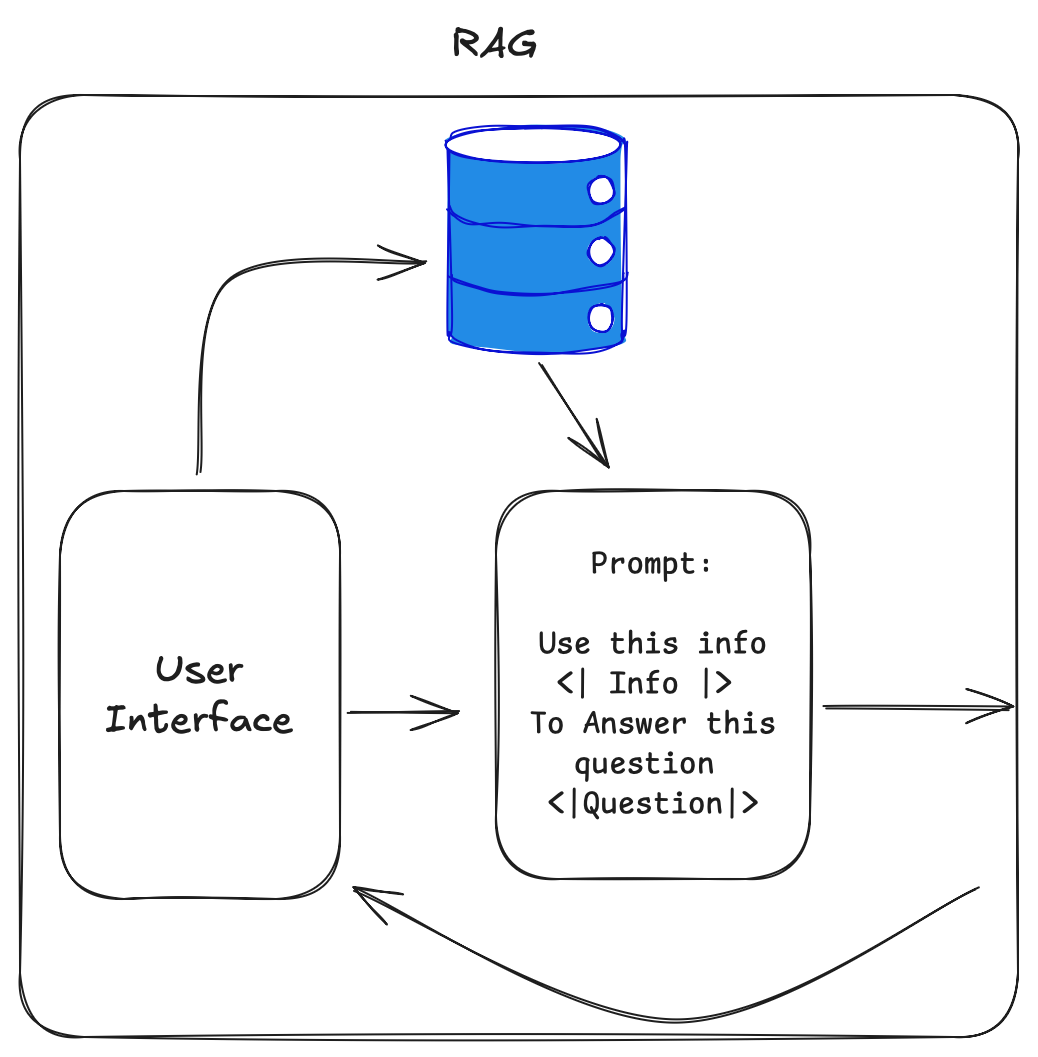 RAG
User
Interface
Prompt:
Use this info
<| Info |>
To Answer this
question
<|Question|>